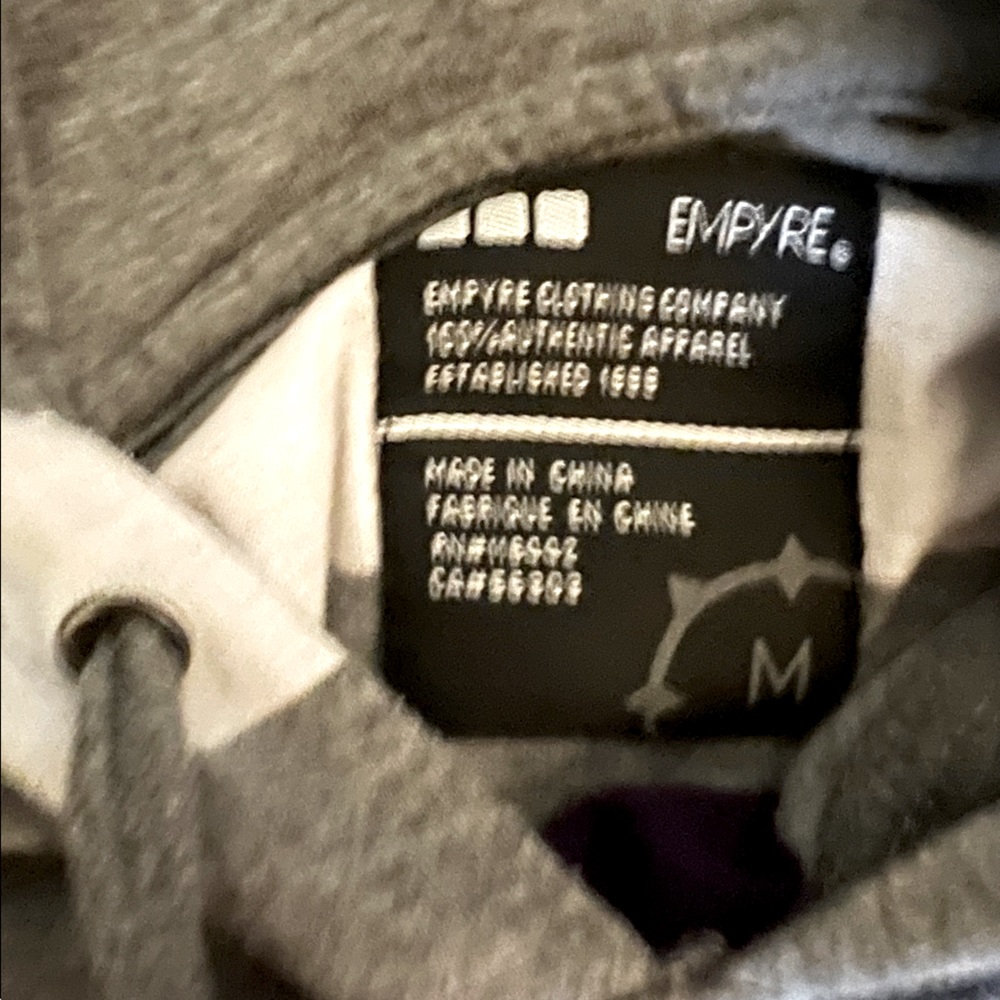 EMPYRE®
EMPYRE CLOTHING COMPANY
100% AUTHENTIC APPAREL
ESTABLISHED
MADE IN CHINA
FABRIQUE EN CHINE
M